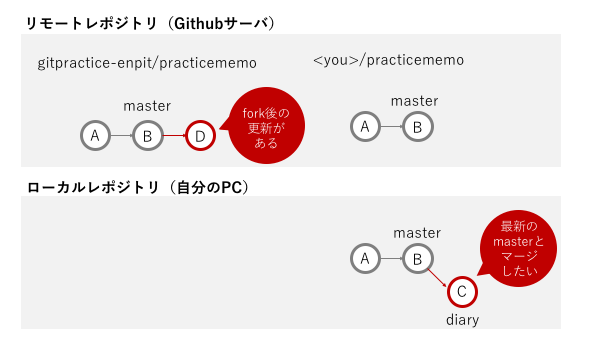 リモートレポジトリ（Githubサーバ）
gitpractice-enpit/practicememo
<you>/practicememo
master
A
B
D
fork後の
更新が
ある
master
A
B
ローカルレポジトリ（自分のPC）
master
A
B
C
diary
最新の
masterと
マージ
したい